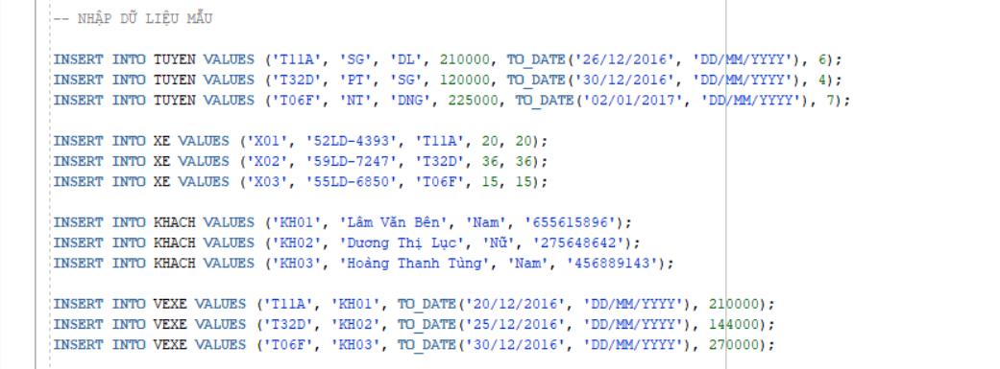 -- NHẬP DỮ LIỆU MẪU
INSERT INTO TUYEN VALUES ('T11A', 'SG', 'DL', 210000, TO_DATE('26/12/2016', 'DD/MM/YYYY'), 6);
INSERT INTO TUYEN VALUES ('T32D', 'PT', 'SG', 120000, TO_DATE('30/12/2016', 'DD/MM/YYYY'), 4);
INSERT INTO TUYEN VALUES ('T06F', 'NT', 'DNG', 225000, TO_DATE('02/01/2017', 'DD/MM/YYYY'), 7);
INSERT INTO XE VALUES ('X01', '52LD-4393', 'T11A', 20, 20);
INSERT INTO XE VALUES ('X02', '59LD-7247', 'T32D', 36, 36);
INSERT INTO XE VALUES ('X03', '55LD-6850', 'T06F', 15, 15);
INSERT INTO KHACH VALUES ('KH01', 'Lâm Văn Bên', 'Nam', '655615896');
INSERT INTO KHACH VALUES ('KH02', 'Dương Thị Lục', 'Nữ', '275648642');
INSERT INTO KHACH VALUES ('KH03', 'Hoàng Thanh Tùng', 'Nam', '456889143');
INSERT INTO VEXE VALUES ('T11A', 'KH01', TO_DATE('20/12/2016', 'DD/MM/YYYY'), 210000);
INSERT INTO VEXE VALUES ('T32D', 'KH02', TO_DATE('25/12/2016', 'DD/MM/YYYY'), 144000);
INSERT INTO VEXE VALUES ('T06F', 'KH03', TO_DATE('30/12/2016', 'DD/MM/YYYY'), 270000);